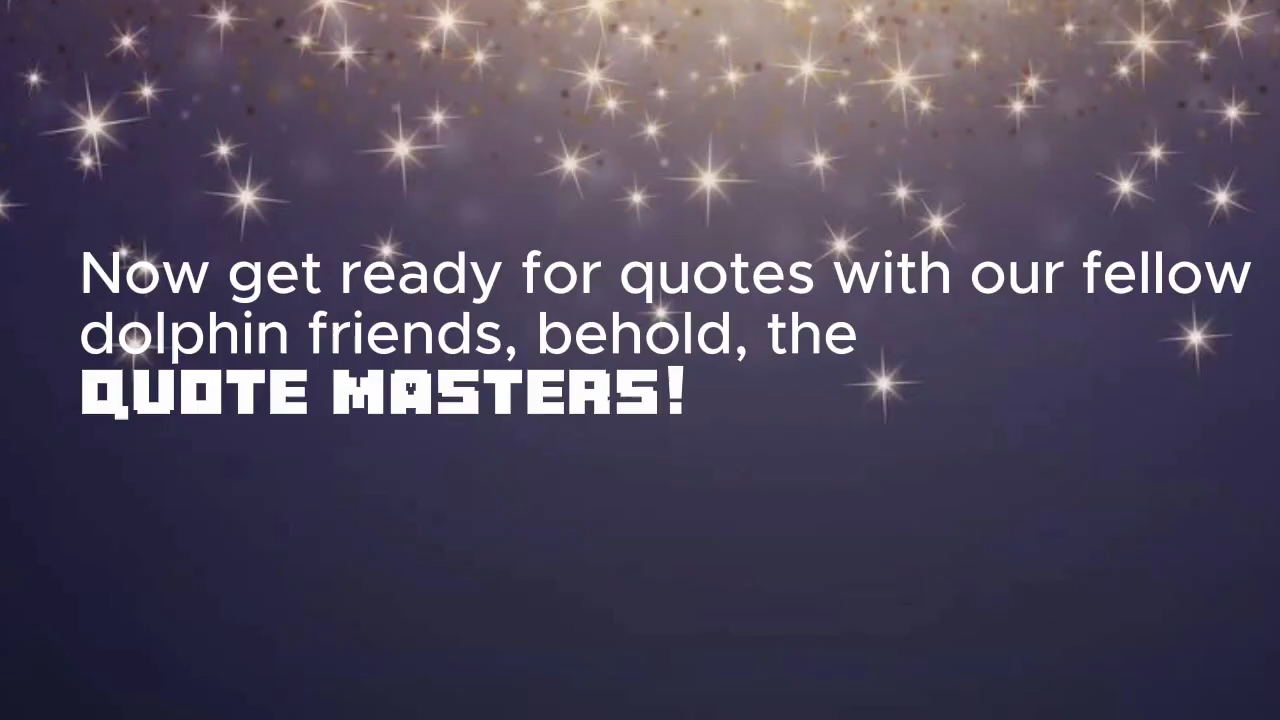 Now get ready for quotes with our fellow
dolphin friends, behold, the
QUOTE MASTERS!